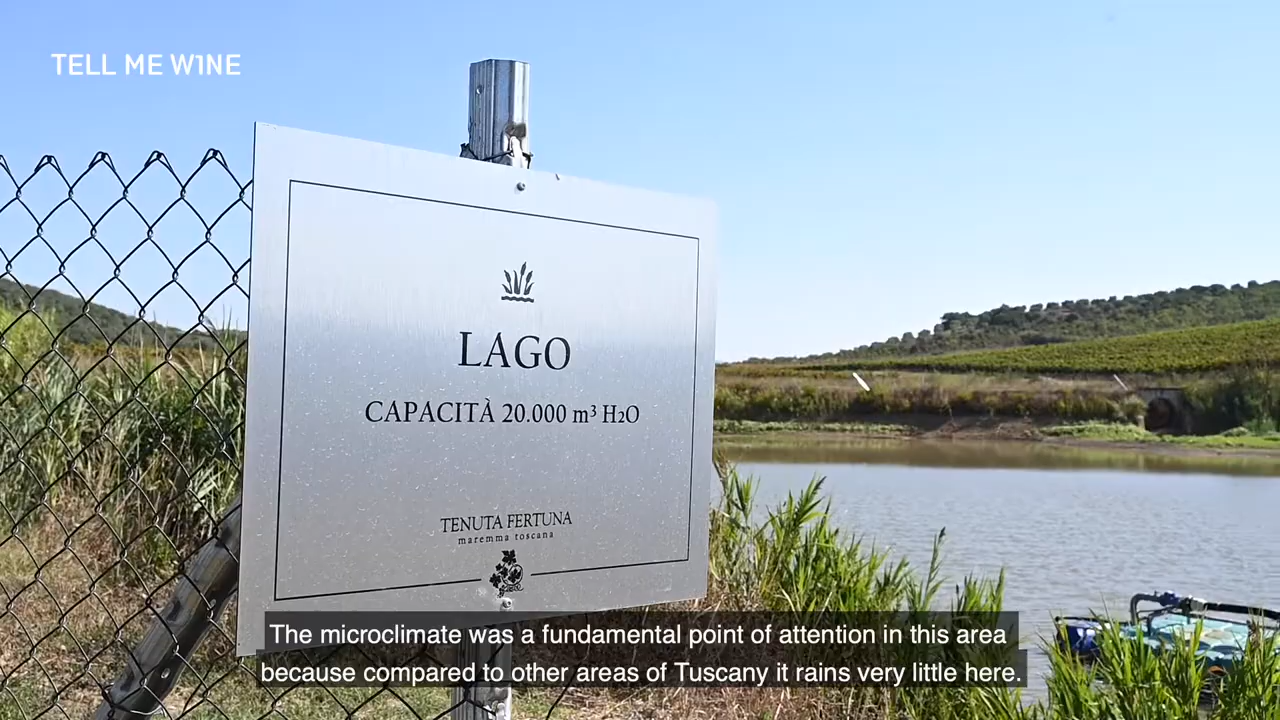 TELL ME W1NE
LAGO
CAPACITÀ 20.000 m³ H₂O
TENUTA FERTUNA
maremma toscana
The microclimate was a fundamental point of attention in this area
because compared to other areas of Tuscany it rains very little here.